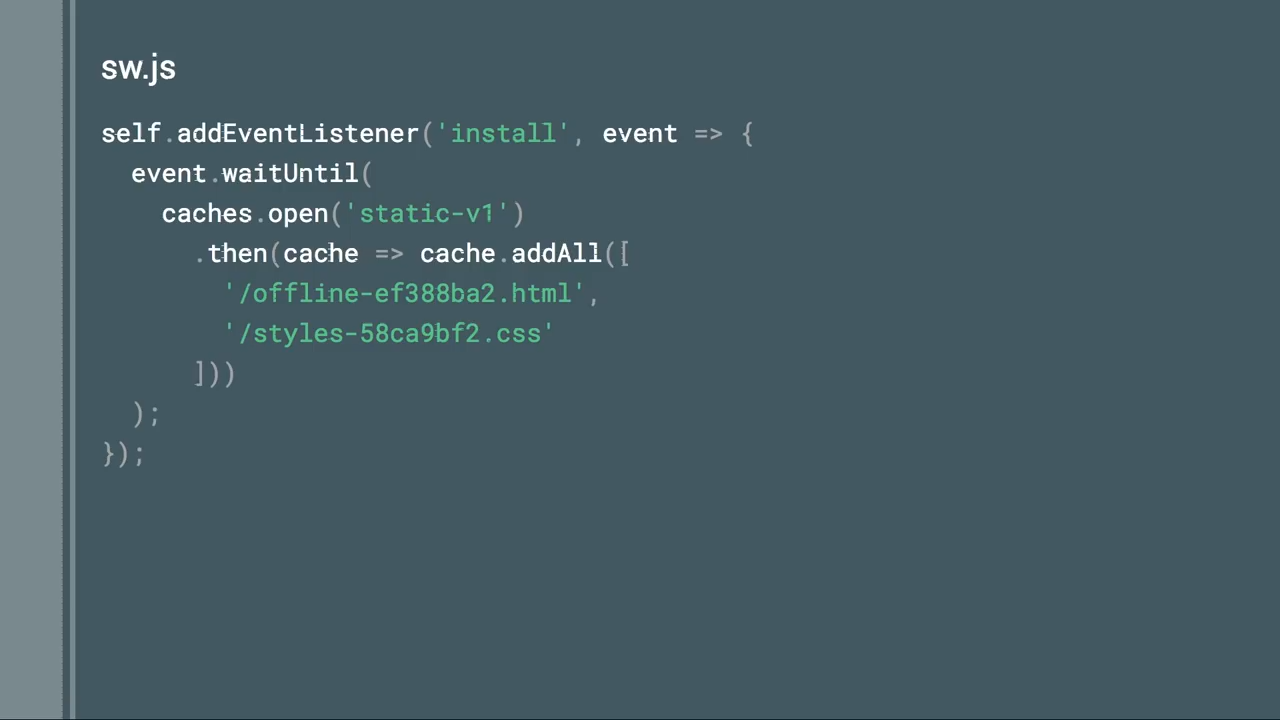 sw.js
self.addEventListener('install', event => {
  event.waitUntil(
    caches.open('static-v1')
      .then(cache => cache.addAll([
        '/offline-ef388ba2.html',
        '/styles-58ca9bf2.css'
      ]))
  );
});